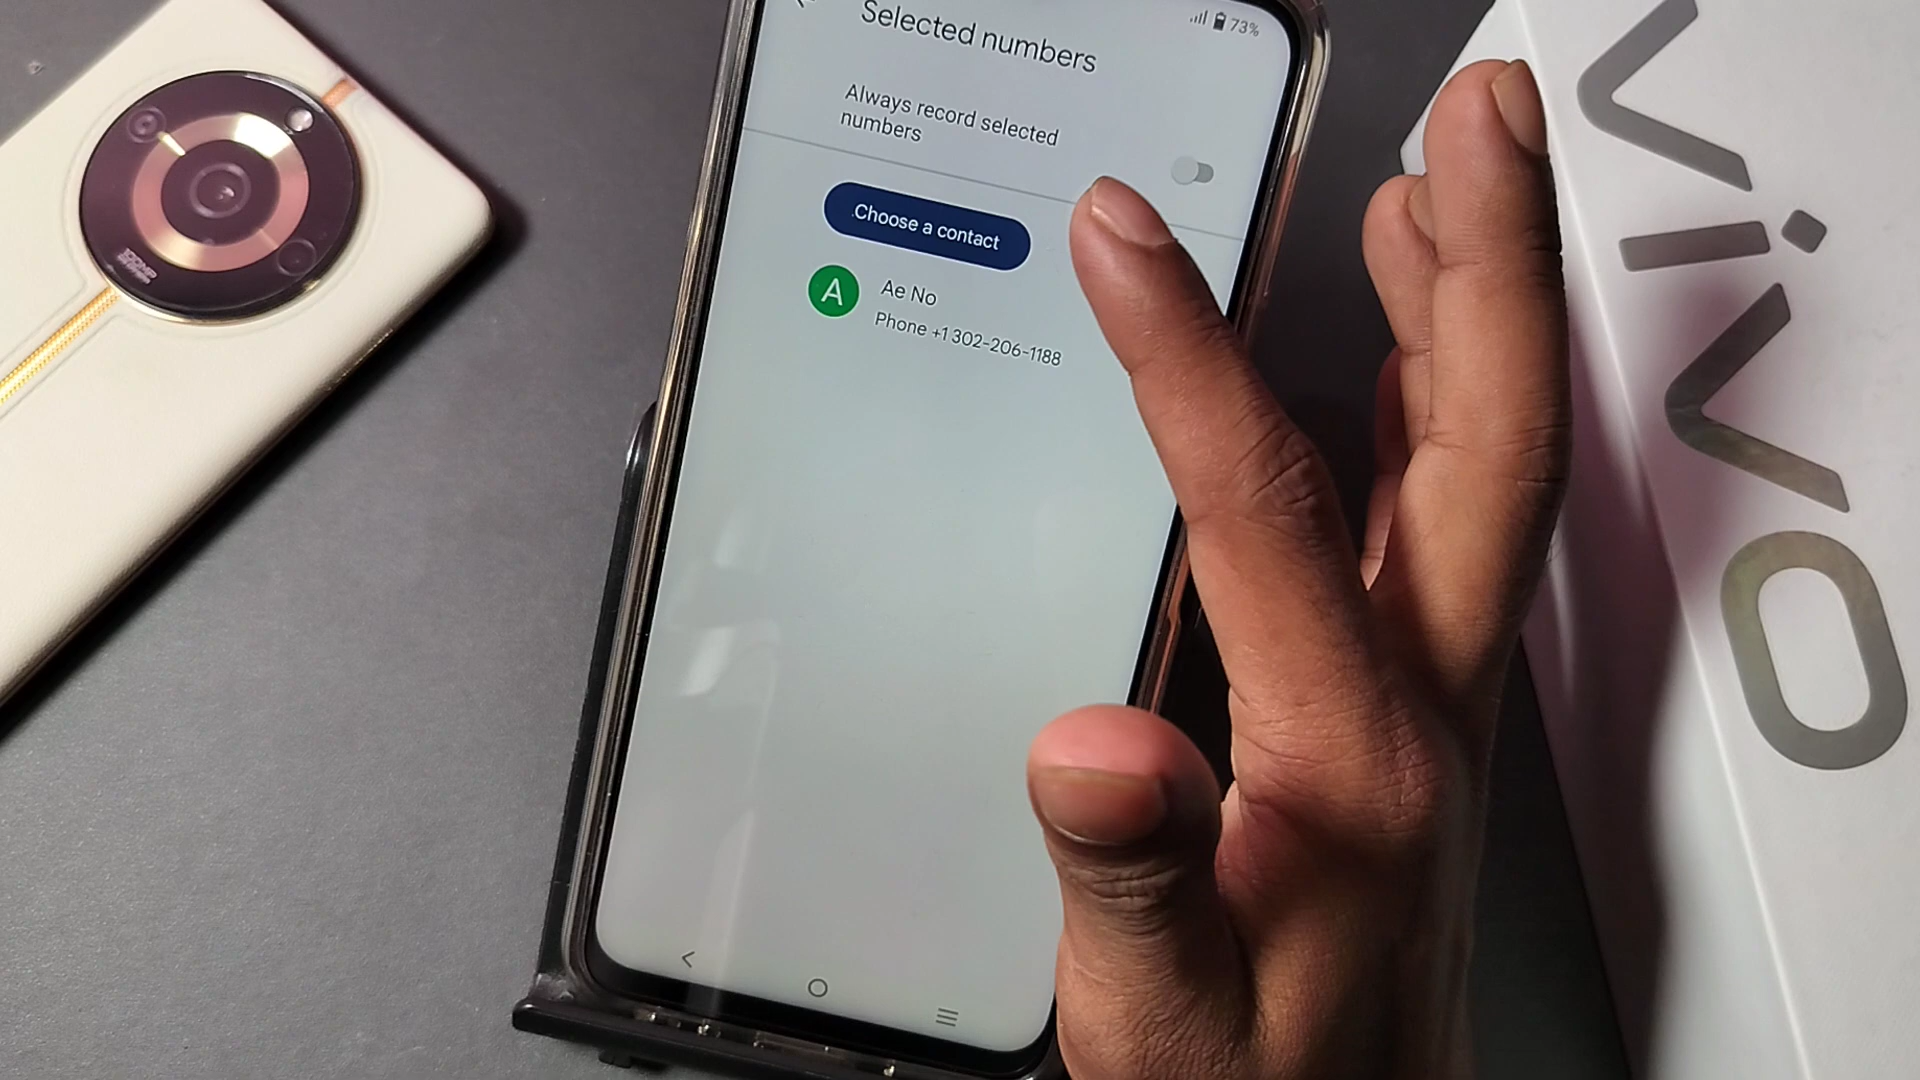 73%
Selected numbers
Always record selected
numbers
Choose a contact
A
Ae No
Phone +1 302-206-1188
vivo